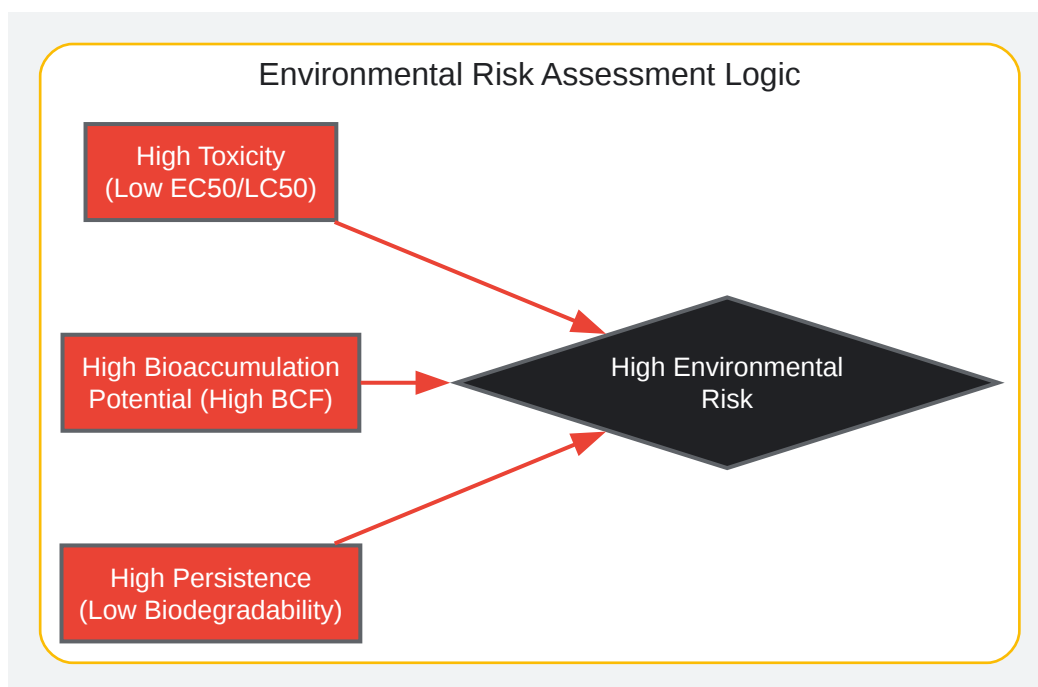 Environmental Risk Assessment Logic
High Toxicity
(Low EC50/LC50)
High Bioaccumulation
Potential (High BCF)
High Environmental
Risk
High Persistence
(Low Biodegradability)